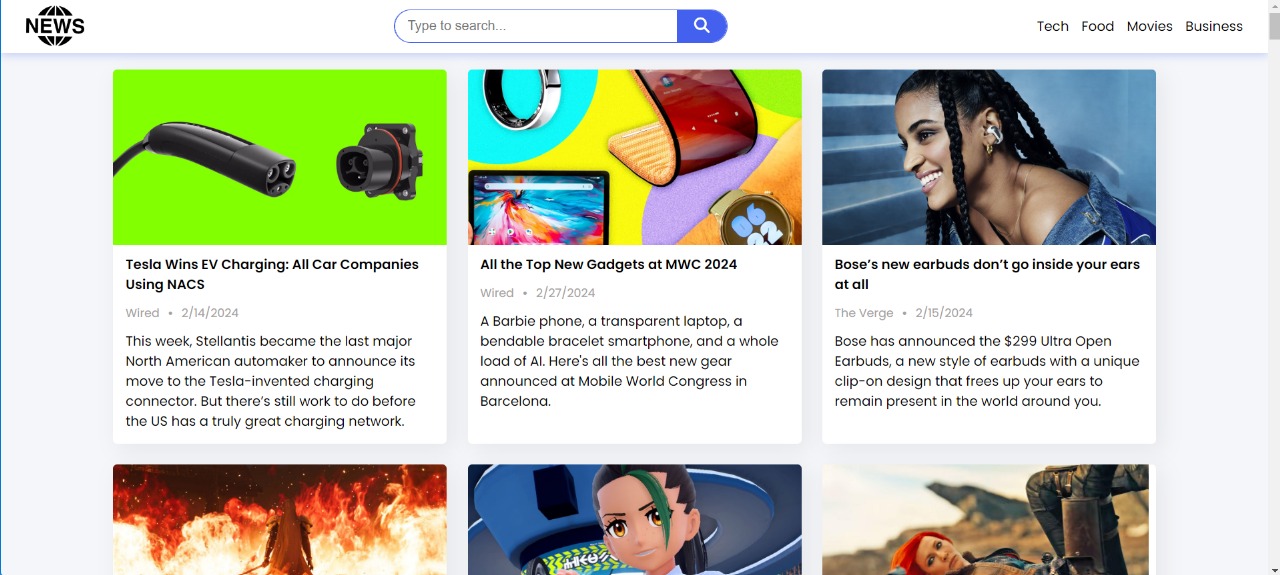 NEWS
Type to search...
Tech Food Movies Business
Tesla Wins EV Charging: All Car Companies
Using NACS
Wired • 2/14/2024
This week, Stellantis became the last major
North American automaker to announce its
move to the Tesla-invented charging
connector. But there’s still work to do before
the US has a truly great charging network.
All the Top New Gadgets at MWC 2024
Wired • 2/27/2024
A Barbie phone, a transparent laptop, a
bendable bracelet smartphone, and a whole
load of AI. Here's all the best new gear
announced at Mobile World Congress in
Barcelona.
Bose’s new earbuds don’t go inside your ears
at all
The Verge • 2/15/2024
Bose has announced the $299 Ultra Open
Earbuds, a new style of earbuds with a unique
clip-on design that frees up your ears to
remain present in the world around you.